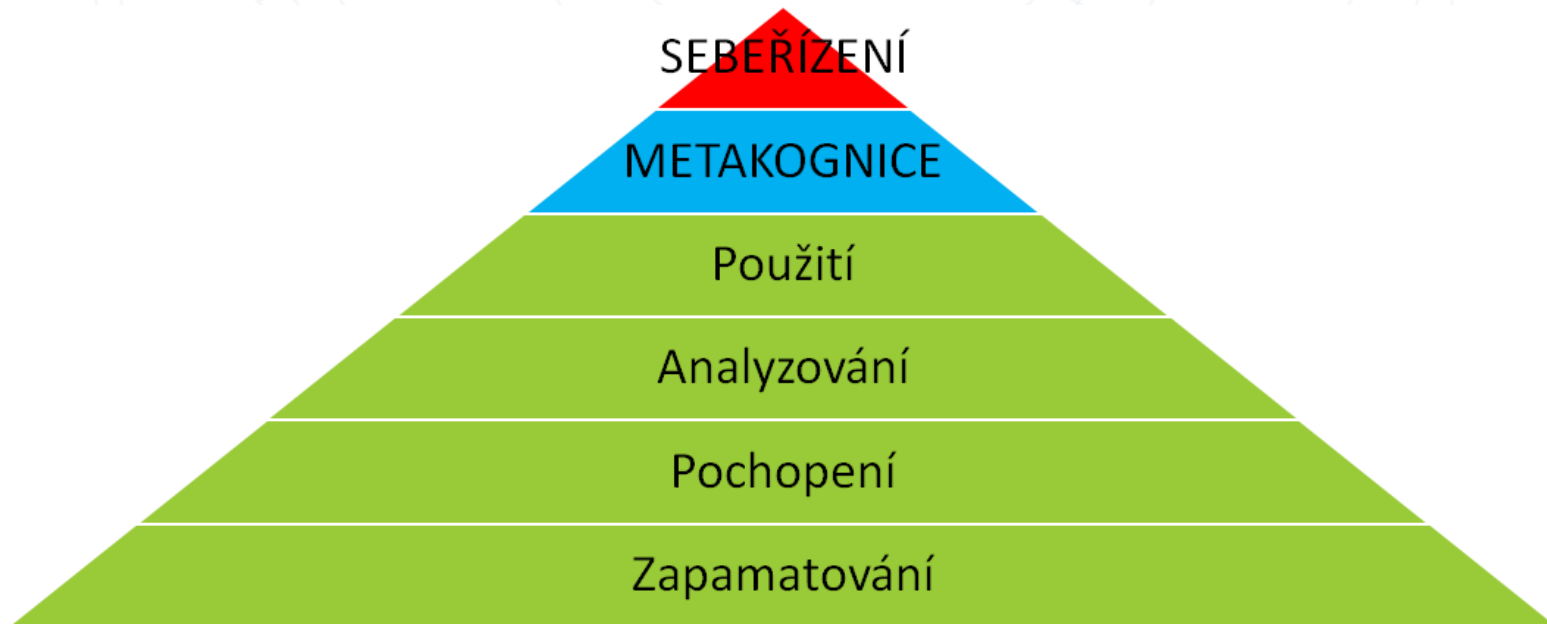 SEBEŘÍZENÍ
METAKOGNICE
Použití
Analyzování
Pochopení
Zapamatování